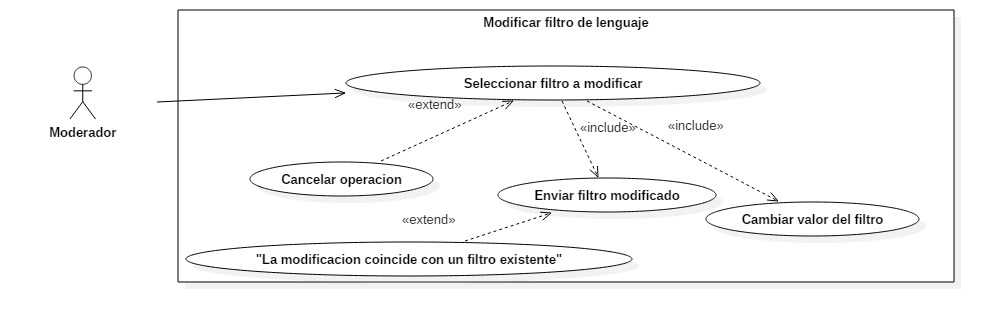 Modificar filtro de lenguaje
Seleccionar filtro a modificar
«extend»
«include»
«include»
Moderador
Cancelar operacion
Enviar filtro modificado
Cambiar valor del filtro
«extend»
"La modificacion coincide con un filtro existente"